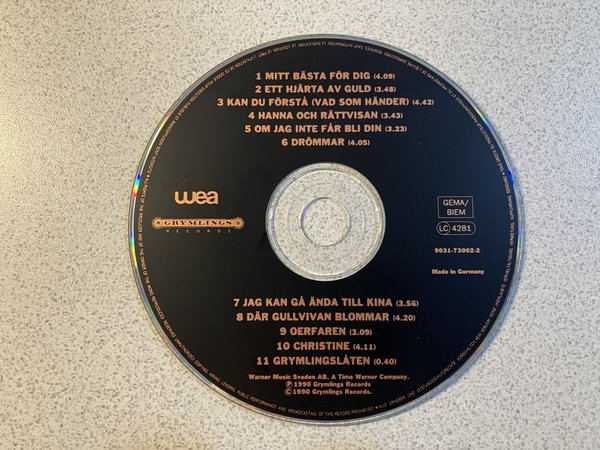 1 MITT BÄSTA FÖR DIG (4.09)
2 ETT HJÄRTA AV GULD (3.48)
3 KAN DU FÖRSTÅ (VAD SOM HÄNDER) (4.42)
4 HANNA OCH RÄTTVISAN (3.43)
5 OM JAG INTE FÅR BLI DIN (3.23)
6 DRÖMMAR (4.05)
wea
GRYMLINGS
RECORDS
GEMA/
BIEM
LC 4281
9031-73002-2
Made in Germany
7 JAG KAN GÅ ÄNDA TILL KINA (3.56)
8 DÄR GULLVIVAN BLOMMAR (4.20)
9 OERFAREN (3.09)
10 CHRISTINE (4.11)
11 GRYMLINGSLÅTEN (0.40)
Warner Music Sweden AB, A Time Warner Company.
Ⓟ 1990 Grymlings Records
© 1990 Grymlings Records.